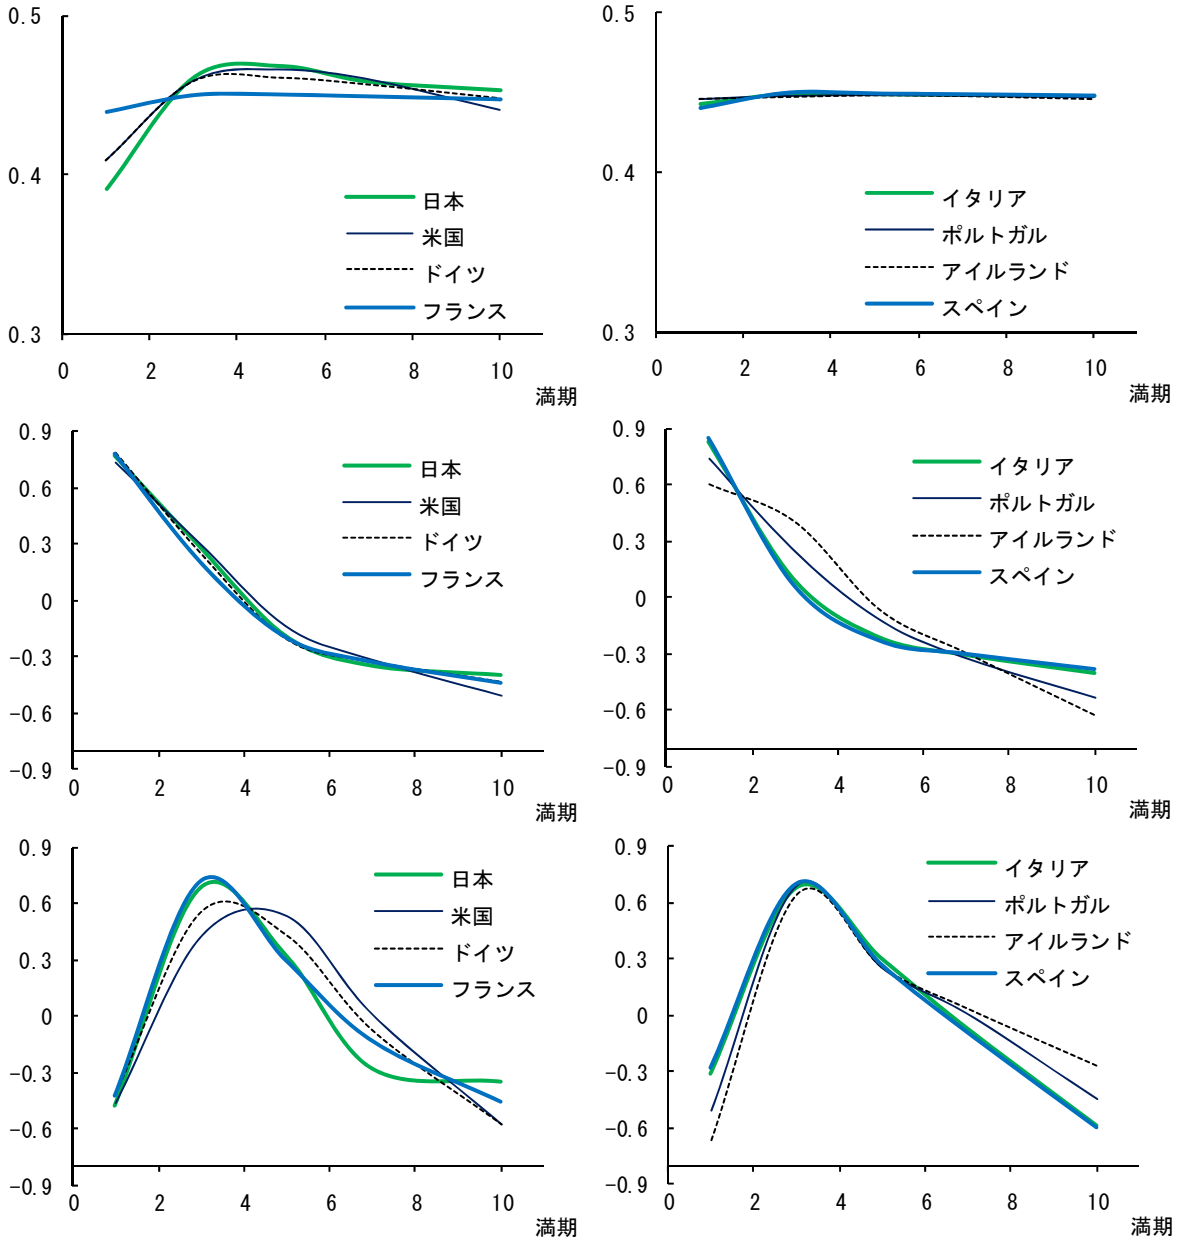 0.5
0.4
0.3
0 2 4 6 8 10
満期
日本
米国
ドイツ
フランス
0.5
0.4
0.3
0 2 4 6 8 10
満期
イタリア
ポルトガル
アイルランド
スペイン
0.9
0.6
0.3
0
-0.3
-0.6
-0.9
0 2 4 6 8 10
満期
日本
米国
ドイツ
フランス
0.9
0.6
0.3
0
-0.3
-0.6
-0.9
0 2 4 6 8 10
満期
イタリア
ポルトガル
アイルランド
スペイン
0.9
0.6
0.3
0
-0.3
-0.6
-0.9
0 2 4 6 8 10
満期
日本
米国
ドイツ
フランス
0.9
0.6
0.3
0
-0.3
-0.6
-0.9
0 2 4 6 8 10
満期
イタリア
ポルトガル
アイルランド
スペイン